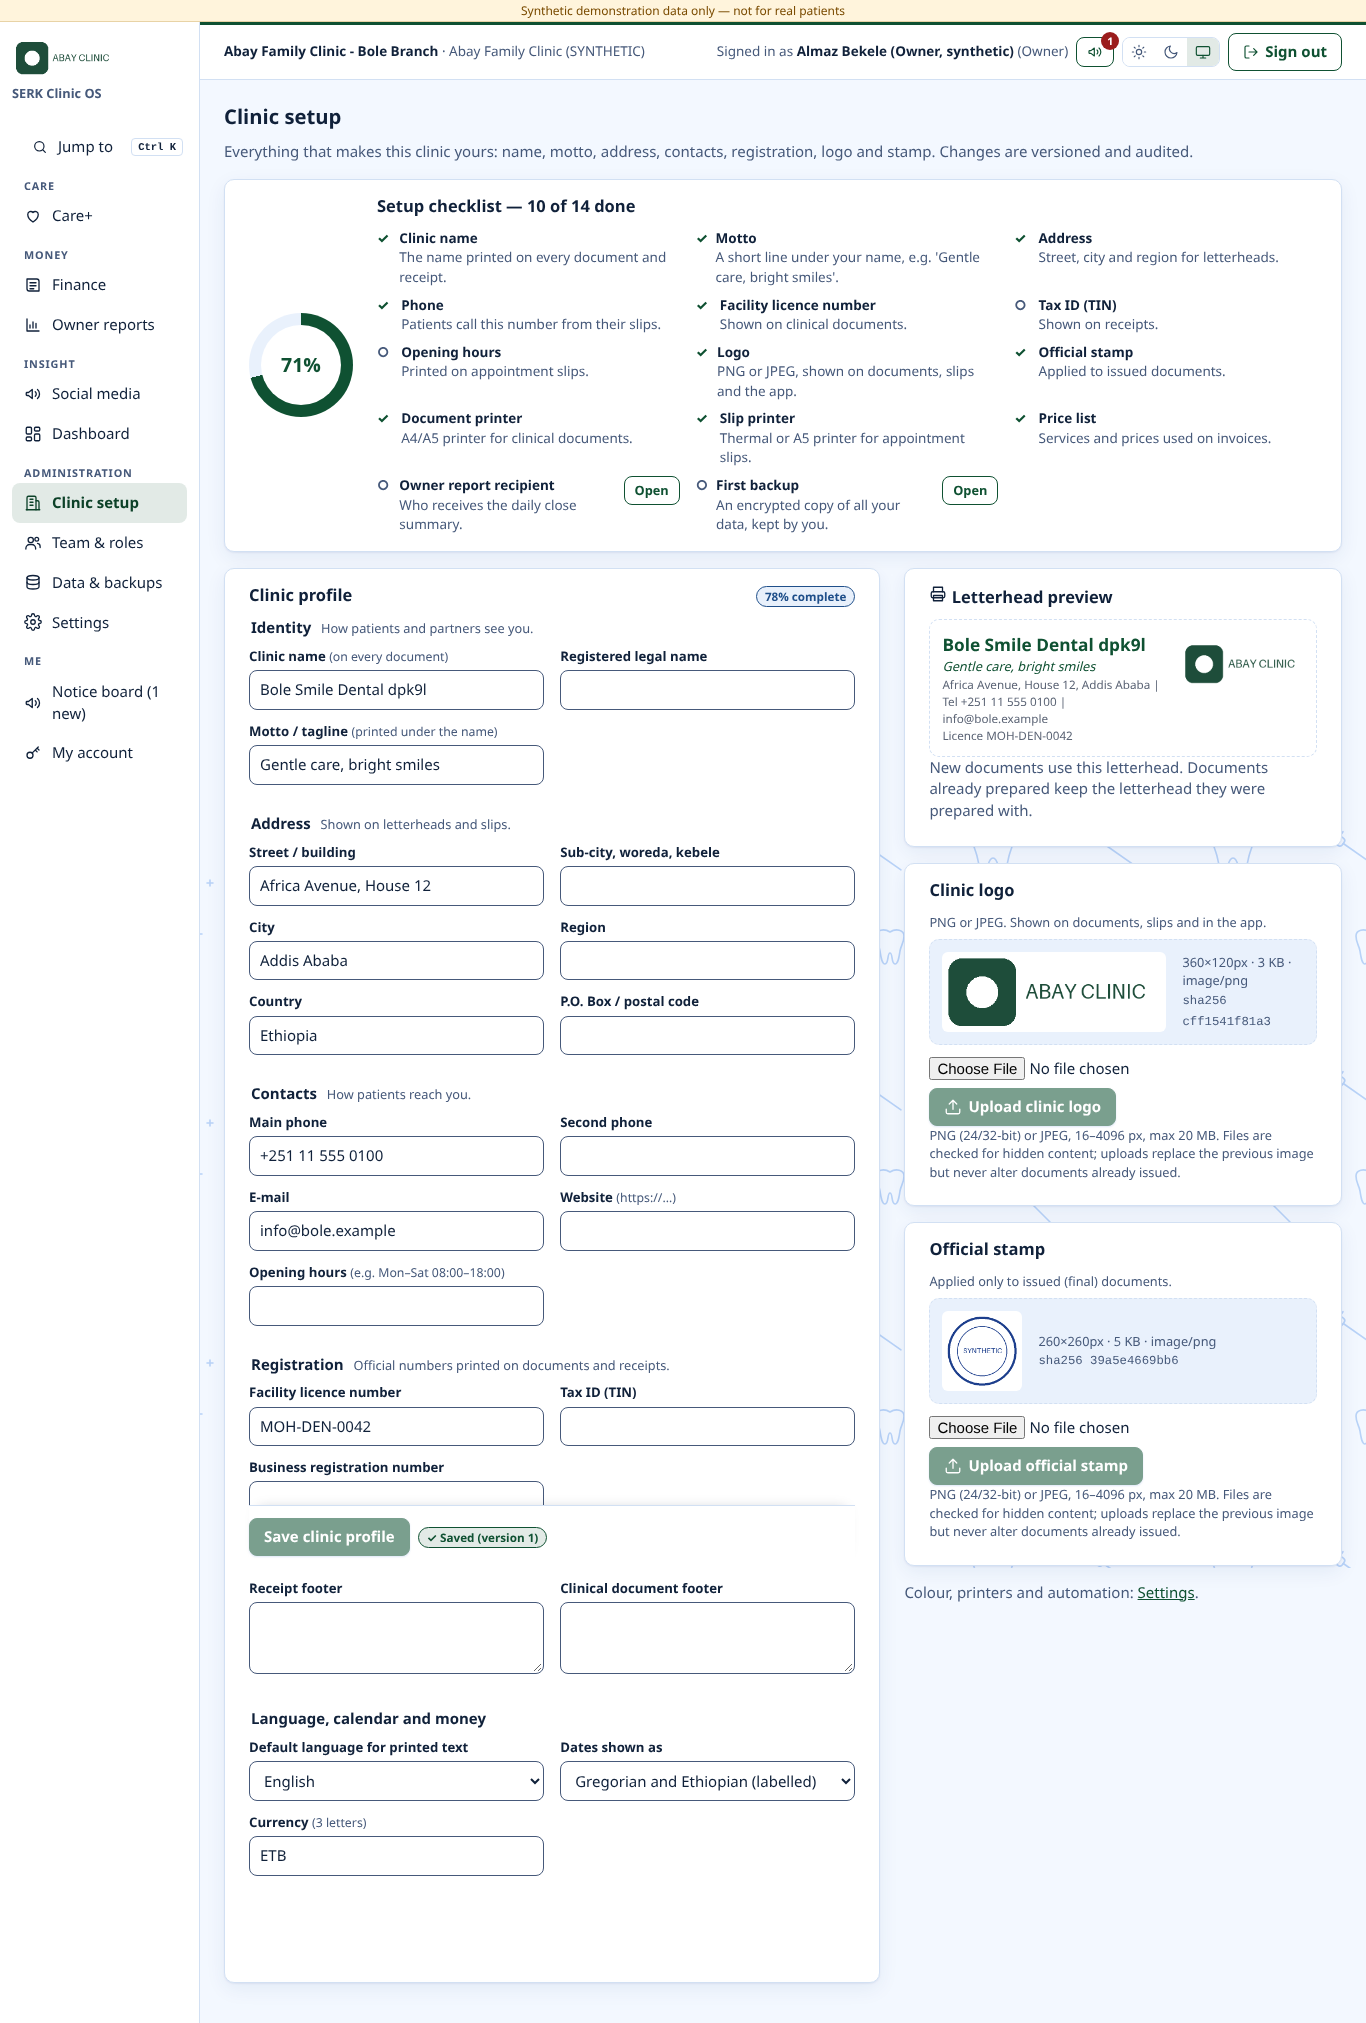 Synthetic demonstration data only — not for real patients
ABAY CLINIC
SERK Clinic OS
Jump to Ctrl K
CARE
Care+
MONEY
Finance
Owner reports
INSIGHT
Social media
Dashboard
ADMINISTRATION
Clinic setup
Team & roles
Data & backups
Settings
ME
Notice board (1
new)
My account
Abay Family Clinic - Bole Branch · Abay Family Clinic (SYNTHETIC)
Signed in as Almaz Bekele (Owner, synthetic) (Owner)
1
Sign out
Clinic setup
Everything that makes this clinic yours: name, motto, address, contacts, registration, logo and stamp. Changes are versioned and audited.
71%
Setup checklist — 10 of 14 done
Clinic name
The name printed on every document and
receipt.
Motto
A short line under your name, e.g. 'Gentle
care, bright smiles'.
Address
Street, city and region for letterheads.
Phone
Patients call this number from their slips.
Facility licence number
Shown on clinical documents.
Tax ID (TIN)
Shown on receipts.
Opening hours
Printed on appointment slips.
Logo
PNG or JPEG, shown on documents, slips
and the app.
Official stamp
Applied to issued documents.
Document printer
A4/A5 printer for clinical documents.
Slip printer
Thermal or A5 printer for appointment
slips.
Price list
Services and prices used on invoices.
Owner report recipient
Who receives the daily close
summary.
Open
First backup
An encrypted copy of all your
data, kept by you.
Open
Clinic profile
78% complete
Identity How patients and partners see you.
Clinic name (on every document)
Bole Smile Dental dpk9l
Registered legal name
Motto / tagline (printed under the name)
Gentle care, bright smiles
Address Shown on letterheads and slips.
Street / building
Africa Avenue, House 12
Sub-city, woreda, kebele
City
Addis Ababa
Region
Country
Ethiopia
P.O. Box / postal code
Contacts How patients reach you.
Main phone
+251 11 555 0100
Second phone
E-mail
info@bole.example
Website (https://...)
Opening hours (e.g. Mon–Sat 08:00–18:00)
Registration Official numbers printed on documents and receipts.
Facility licence number
MOH-DEN-0042
Tax ID (TIN)
Business registration number
Save clinic profile
✓ Saved (version 1)
Receipt footer
Clinical document footer
Language, calendar and money
Default language for printed text
English
Dates shown as
Gregorian and Ethiopian (labelled)
Currency (3 letters)
ETB
Letterhead preview
Bole Smile Dental dpk9l
Gentle care, bright smiles
Africa Avenue, House 12, Addis Ababa |
Tel +251 11 555 0100 |
info@bole.example
Licence MOH-DEN-0042
ABAY CLINIC
New documents use this letterhead. Documents
already prepared keep the letterhead they were
prepared with.
Clinic logo
PNG or JPEG. Shown on documents, slips and in the app.
ABAY CLINIC
360×120px · 3 KB ·
image/png
sha256
cff1541f81a3
Choose File No file chosen
Upload clinic logo
PNG (24/32-bit) or JPEG, 16–4096 px, max 20 MB. Files are
checked for hidden content; uploads replace the previous image
but never alter documents already issued.
Official stamp
Applied only to issued (final) documents.
SYNTHETIC
260×260px · 5 KB · image/png
sha256 39a5e4669bb6
Choose File No file chosen
Upload official stamp
PNG (24/32-bit) or JPEG, 16–4096 px, max 20 MB. Files are
checked for hidden content; uploads replace the previous image
but never alter documents already issued.
Colour, printers and automation: Settings.